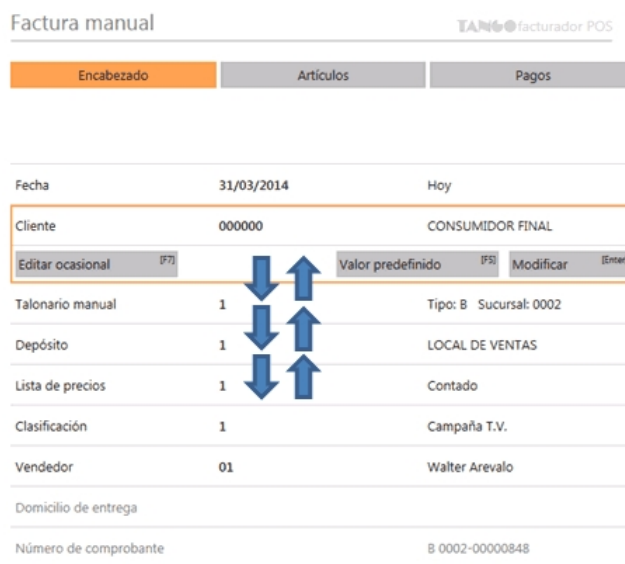 Factura manual TANGO facturador POS
Encabezado Artículos Pagos
Fecha 31/03/2014 Hoy
Cliente 000000 CONSUMIDOR FINAL
Editar ocasional [F7] Valor predefinido [F5] Modificar [Enter
Talonario manual 1 Tipo: B Sucursal: 0002
Depósito 1 LOCAL DE VENTAS
Lista de precios 1 Contado
Clasificación 1 Campaña T.V.
Vendedor 01 Walter Arevalo
Domicilio de entrega
Número de comprobante B 0002-00000848